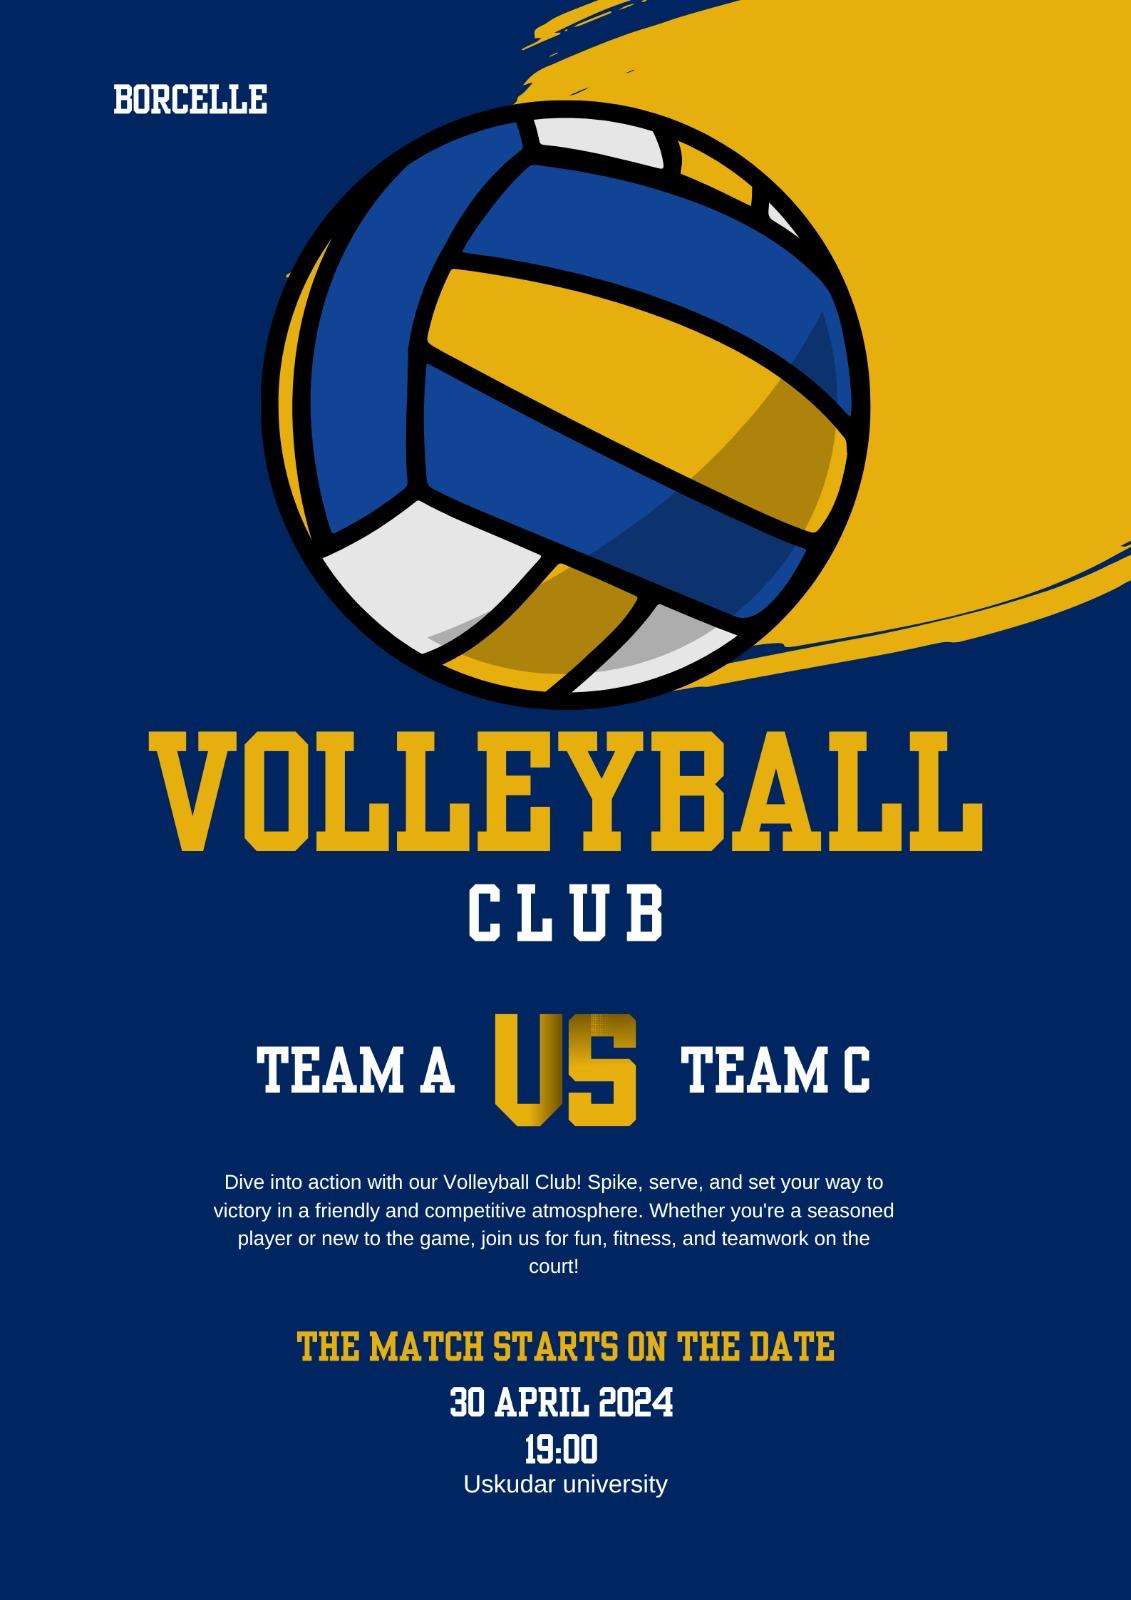 BORCELLE
VOLLEYBALL
CLUB
TEAM A VS TEAM C
Dive into action with our Volleyball Club! Spike, serve, and set your way to
victory in a friendly and competitive atmosphere. Whether you're a seasoned
player or new to the game, join us for fun, fitness, and teamwork on the
court!
THE MATCH STARTS ON THE DATE
30 APRIL 2024
19:00
Uskudar university